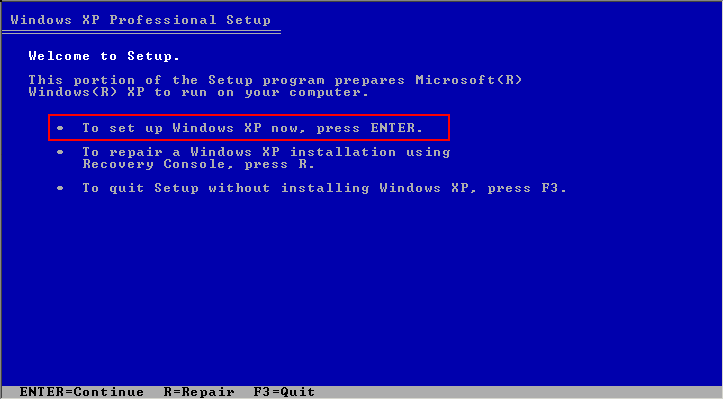 Windows XP Professional Setup
Welcome to Setup.
This portion of the Setup program prepares Microsoft(R)
Windows(R) XP to run on your computer.
• To set up Windows XP now, press ENTER.
• To repair a Windows XP installation using
Recovery Console, press R.
• To quit Setup without installing Windows XP, press F3.
ENTER=Continue R=Repair F3=Quit